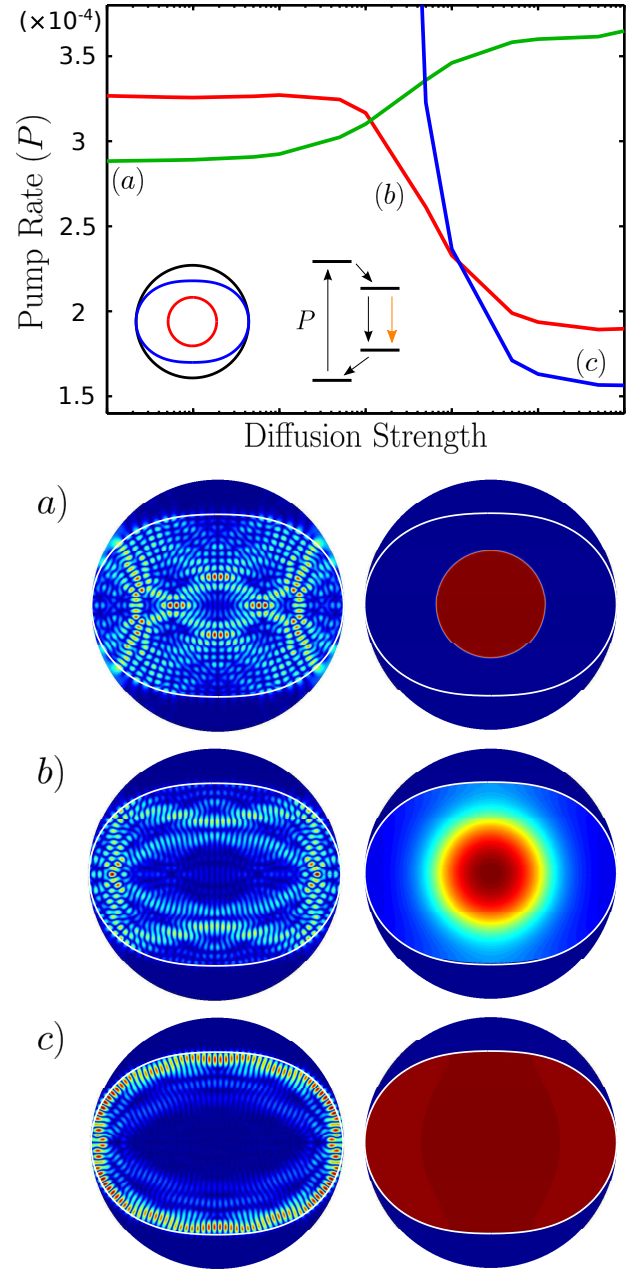 (×10⁻⁴)
3.5
3
2.5
2
1.5
Pump Rate (P)
(a)
(b)
(c)
P
Diffusion Strength
a)
b)
c)